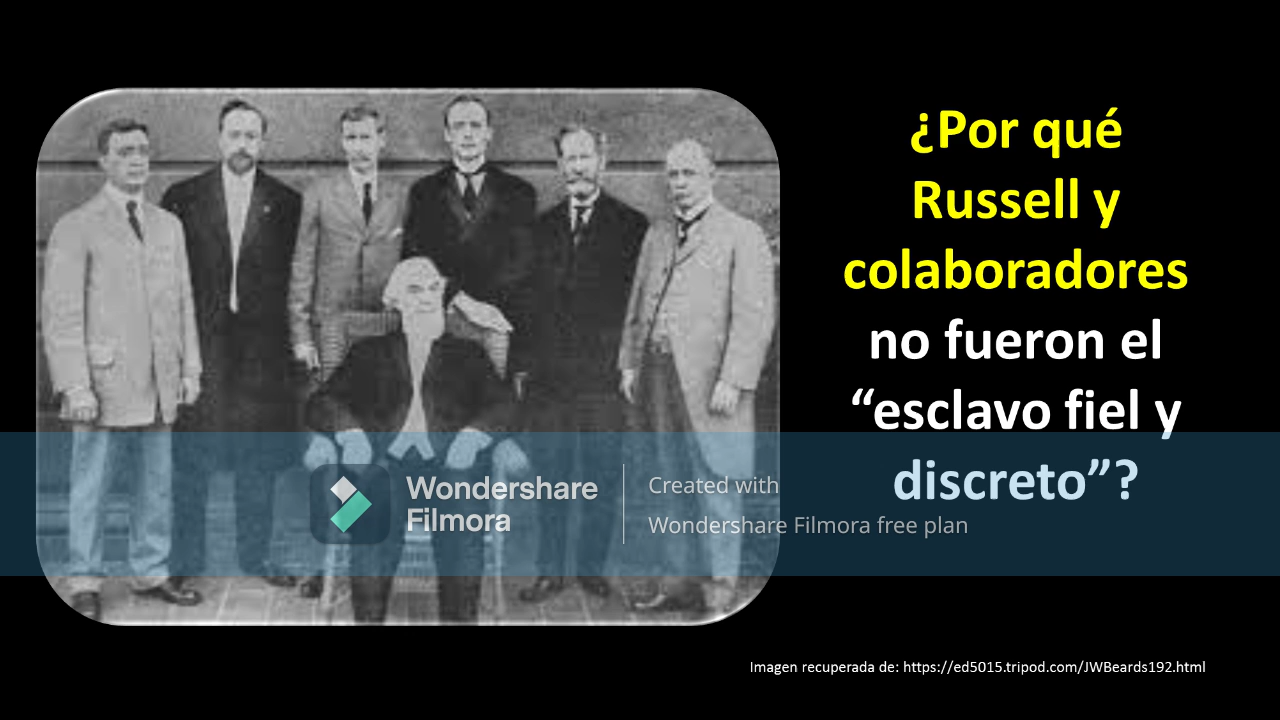 ¿Por qué
Russell y
colaboradores
no fueron el
“esclavo fiel y
discreto”?
Wondershare
Filmora
Created with
Wondershare Filmora free plan
Imagen recuperada de: https://ed5015.tripod.com/JWBeards192.html